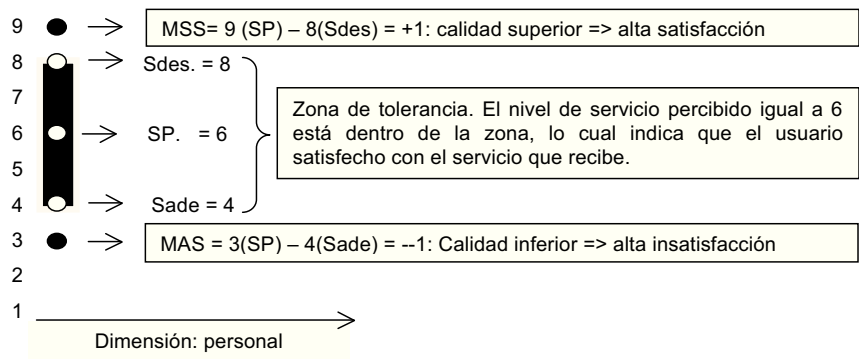 9
MSS= 9 (SP) – 8(Sdes) = +1: calidad superior => alta satisfacción
8
Sdes. = 8
7
Zona de tolerancia. El nivel de servicio percibido igual a 6
6
SP. = 6
está dentro de la zona, lo cual indica que el usuario
satisfecho con el servicio que recibe.
5
4
Sade = 4
3
MAS = 3(SP) – 4(Sade) = --1: Calidad inferior => alta insatisfacción
2
1
Dimensión: personal